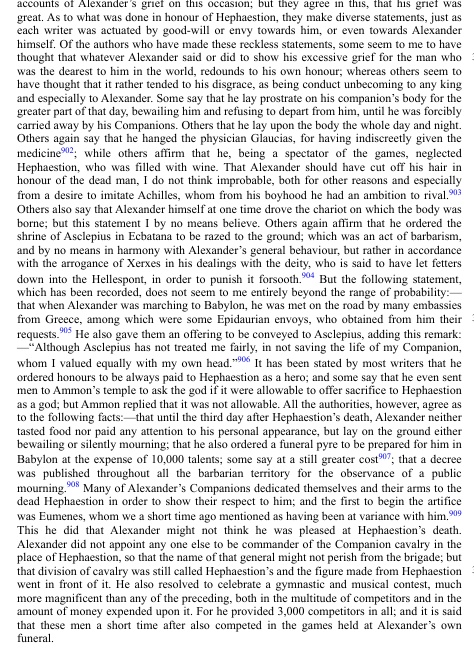 accounts of Alexander's grief on this occasion; but they agree in this, that his grief was
great. As to what was done in honour of Hephaestion, they make diverse statements, just as
each writer was actuated by good-will or envy towards him, or even towards Alexander
himself. Of the authors who have made these reckless statements, some seem to me to have
thought that whatever Alexander said or did to show his excessive grief for the man who
was the dearest to him in the world, redounds to his own honour; whereas others seem to
have thought that it rather tended to his disgrace, as being conduct unbecoming to any king
and especially to Alexander. Some say that he lay prostrate on his companion's body for the
greater part of that day, bewailing him and refusing to depart from him, until he was forcibly
carried away by his Companions. Others that he lay upon the body the whole day and night.
Others again say that he hanged the physician Glaucias, for having indiscreetly given the
medicine902; while others affirm that he, being a spectator of the games, neglected
Hephaestion, who was filled with wine. That Alexander should have cut off his hair in
honour of the dead man, I do not think improbable, both for other reasons and especially
from a desire to imitate Achilles, whom from his boyhood he had an ambition to rival.903
Others also say that Alexander himself at one time drove the chariot on which the body was
borne; but this statement I by no means believe. Others again affirm that he ordered the
shrine of Asclepius in Ecbatana to be razed to the ground; which was an act of barbarism,
and by no means in harmony with Alexander's general behaviour, but rather in accordance
with the arrogance of Xerxes in his dealings with the deity, who is said to have let fetters
down into the Hellespont, in order to punish it forsooth.904 But the following statement,
which has been recorded, does not seem to me entirely beyond the range of probability:—
that when Alexander was marching to Babylon, he was met on the road by many embassies
from Greece, among which were some Epidaurian envoys, who obtained from him their
requests.905 He also gave them an offering to be conveyed to Asclepius, adding this remark:
—“Although Asclepius has not treated me fairly, in not saving the life of my Companion,
whom I valued equally with my own head.”906 It has been stated by most writers that he
ordered honours to be always paid to Hephaestion as a hero; and some say that he even sent
men to Ammon's temple to ask the god if it were allowable to offer sacrifice to Hephaestion
as a god; but Ammon replied that it was not allowable. All the authorities, however, agree as
to the following facts:—that until the third day after Hephaestion's death, Alexander neither
tasted food nor paid any attention to his personal appearance, but lay on the ground either
bewailing or silently mourning; that he also ordered a funeral pyre to be prepared for him in
Babylon at the expense of 10,000 talents; some say at a still greater cost907; that a decree
was published throughout all the barbarian territory for the observance of a public
mourning.908 Many of Alexander's Companions dedicated themselves and their arms to the
dead Hephaestion in order to show their respect to him; and the first to begin the artifice
was Eumenes, whom we a short time ago mentioned as having been at variance with him.909
This he did that Alexander might not think he was pleased at Hephaestion's death.
Alexander did not appoint any one else to be commander of the Companion cavalry in the
place of Hephaestion, so that the name of that general might not perish from the brigade; but
that division of cavalry was still called Hephaestion's and the figure made from Hephaestion
went in front of it. He also resolved to celebrate a gymnastic and musical contest, much
more magnificent than any of the preceding, both in the multitude of competitors and in the
amount of money expended upon it. For he provided 3,000 competitors in all; and it is said
that these men a short time after also competed in the games held at Alexander's own
funeral.